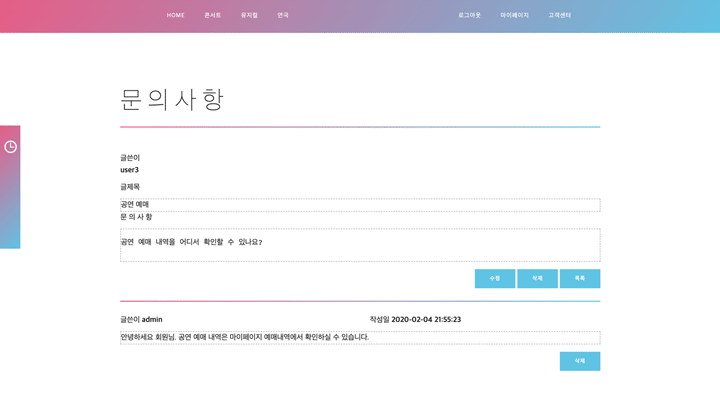 HOME 콘서트 뮤지컬 연극 로그아웃 마이페이지 고객센터
문의사항
글쓴이
user3
글제목
공연 예매
문 의 사 항
공연 예매 내역을 어디서 확인할 수 있나요?
수정 삭제 목록
글쓴이 admin 작성일 2020-02-04 21:55:23
안녕하세요 회원님. 공연 예매 내역은 마이페이지 예매내역에서 확인하실 수 있습니다.
삭제